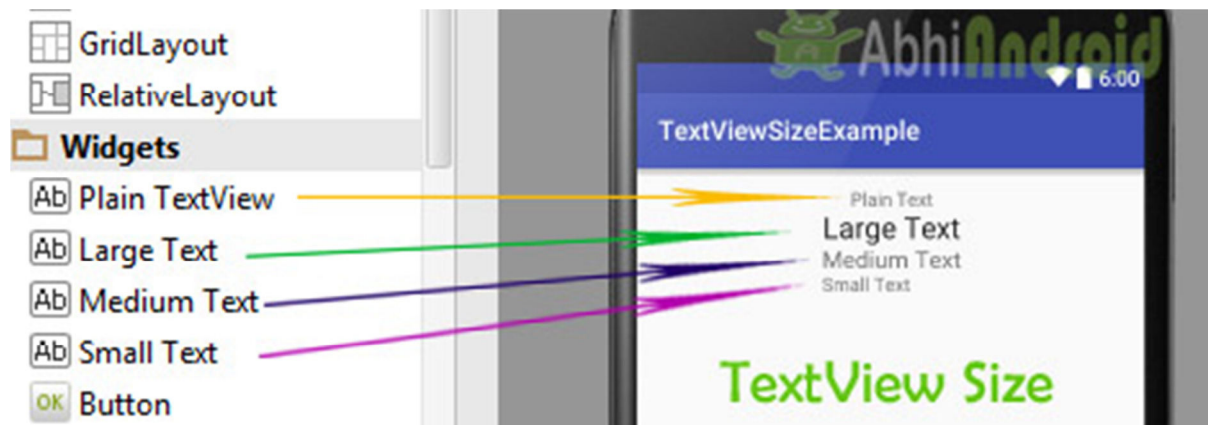 GridLayout
RelativeLayout
Widgets
Ab Plain TextView
Ab Large Text
Ab Medium Text
Ab Small Text
OK Button
AbhiAndroid
6:00
TextViewSizeExample
Plain Text
Large Text
Medium Text
Small Text
TextView Size